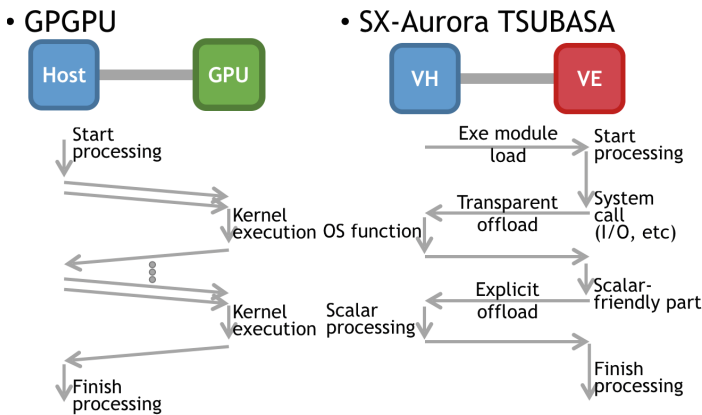 • GPGPU
Host
GPU
Start
processing
Kernel
execution
Kernel
execution
Finish
processing
• SX-Aurora TSUBASA
VH
VE
Exe module
load
Start
processing
Transparent
offload
System
call
(I/O, etc)
OS function
Explicit
offload
Scalar-
friendly part
Scalar
processing
Finish
processing